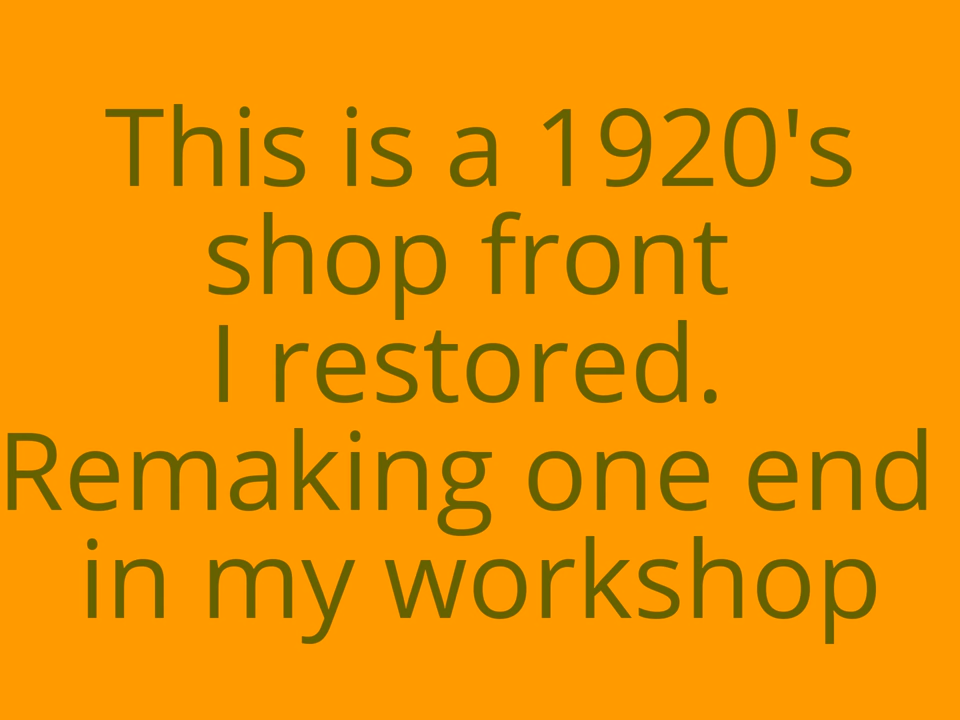 This is a 1920's
shop front
I restored.
Remaking one end
in my workshop